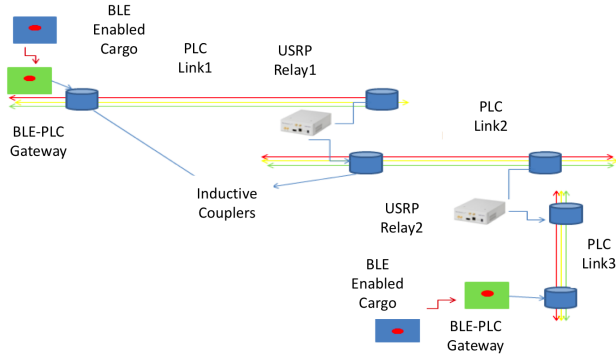 BLE
Enabled
Cargo
PLC
Link1
USRP
Relay1
BLE-PLC
Gateway
PLC
Link2
Inductive
Couplers
USRP
Relay2
PLC
Link3
BLE
Enabled
Cargo
BLE-PLC
Gateway